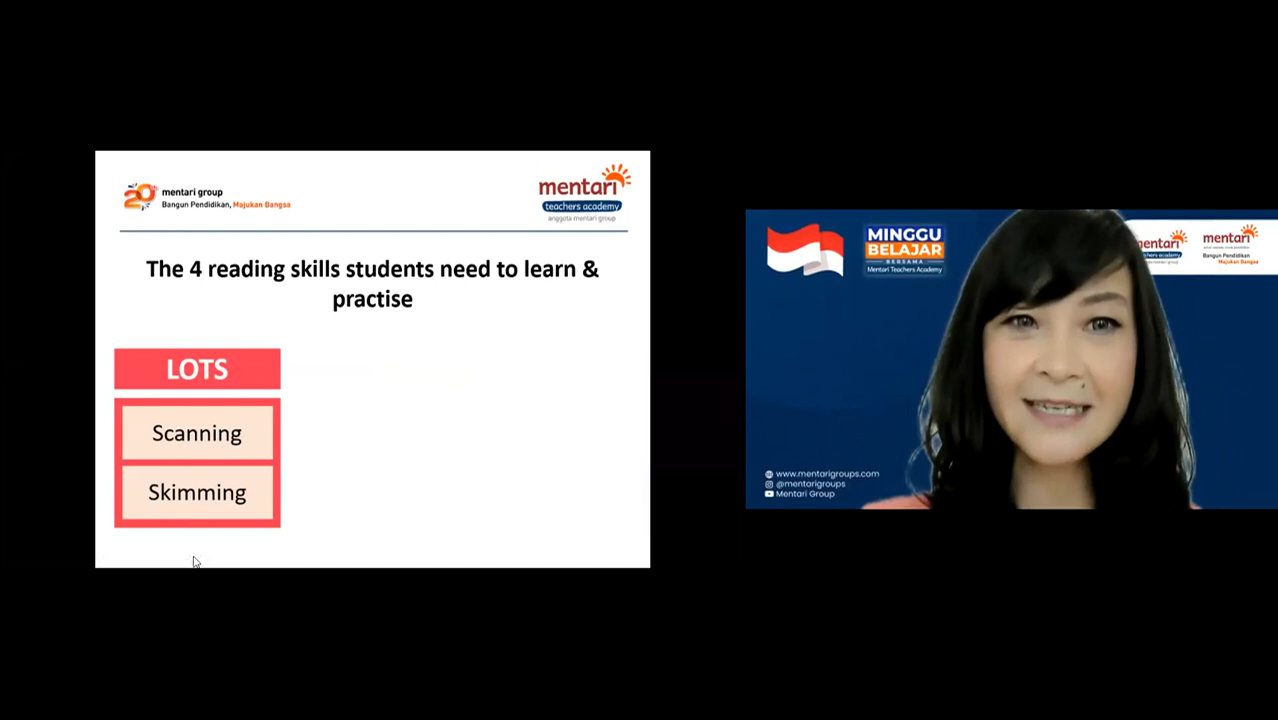 20
mentari group
Bangun Pendidikan, Majukan Bangsa
mentari
teachers academy
anggota mentari group
The 4 reading skills students need to learn &
practise
LOTS
Scanning
Skimming
MINGGU
BELAJAR
BERSAMA
Mentari Teachers Academy
mentari
mentari
Bangun Pendidikan,
Majukan Bangsa
www.mentarigroups.com
@mentarigroups
Mentari Group